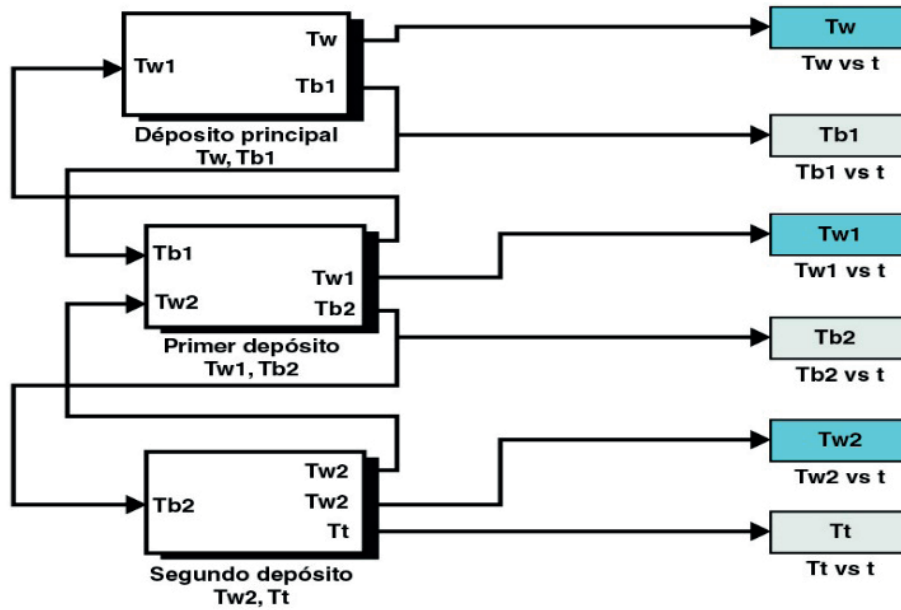 Tw
Tw1
Tb1
Déposito principal
Tw, Tb1
Tb1
Tw1
Tw2
Tb2
Primer depósito
Tw1, Tb2
Tw2
Tb2
Tw2
Tt
Segundo depósito
Tw2, Tt
Tw
Tw vs t
Tb1
Tb1 vs t
Tw1
Tw1 vs t
Tb2
Tb2 vs t
Tw2
Tw2 vs t
Tt
Tt vs t